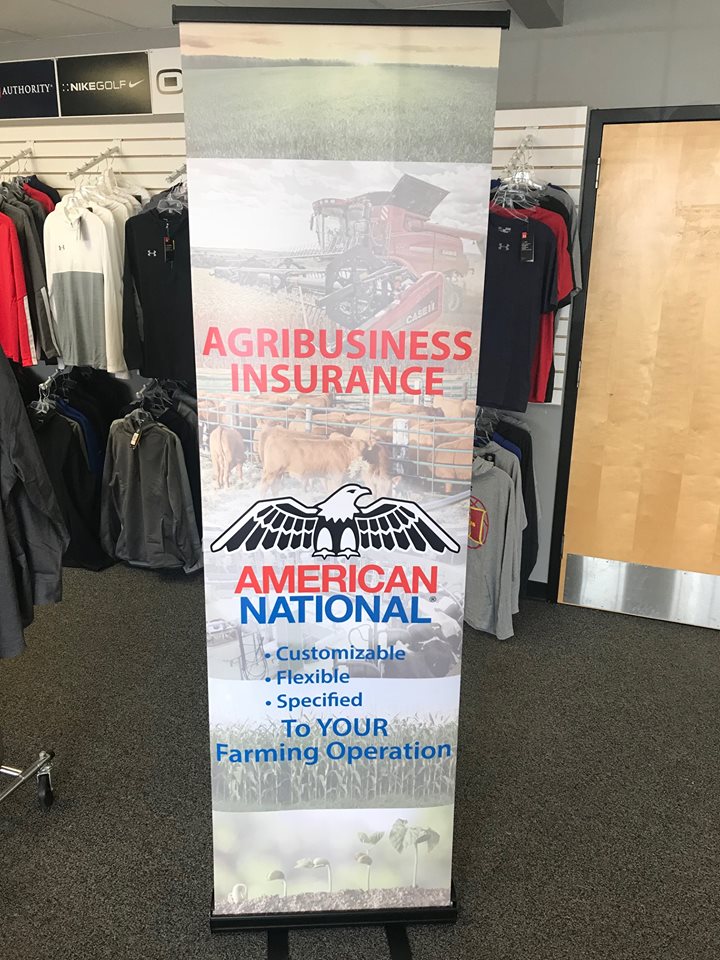 AUTHORITY
NIKEGOLF
CASE IH
AGRIBUSINESS
INSURANCE
AMERICAN
NATIONAL®
• Customizable
• Flexible
• Specified
To YOUR
Farming Operation